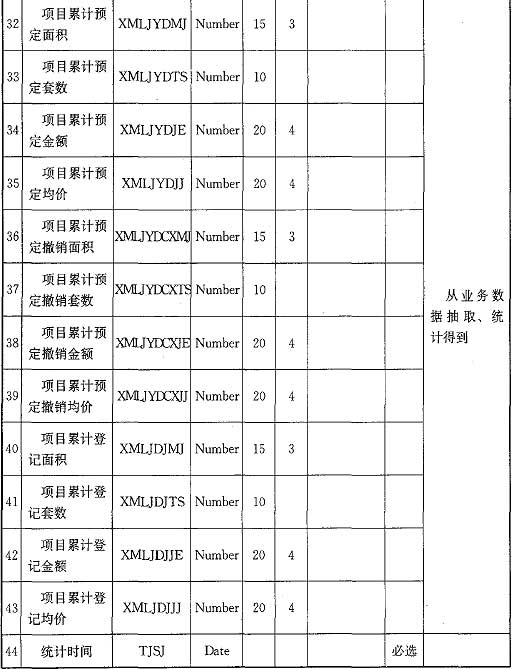 32 项目累计预定面积 XMLJYDMJ Number 15 3
33 项目累计预定套数 XMLJYDTS Number 10
34 项目累计预定金额 XMLJYDJE Number 20 4
35 项目累计预定均价 XMLJYDJJ Number 20 4
36 项目累计预定撤销面积 XMLJYDCXMJ Number 15 3
37 项目累计预定撤销套数 XMLJYDCXTS Number 10
从业务数据抽取、统计得到
38 项目累计预定撤销金额 XMLJYDCXJE Number 20 4
39 项目累计预定撤销均价 XMLJYDCXJJ Number 20 4
40 项目累计登记面积 XMLJDJMJ Number 15 3
41 项目累计登记套数 XMLJDJTS Number 10
42 项目累计登记金额 XMLJDJJE Number 20 4
43 项目累计登记均价 XMLJDJJJ Number 20 4
44 统计时间 TJSJ Date 必选